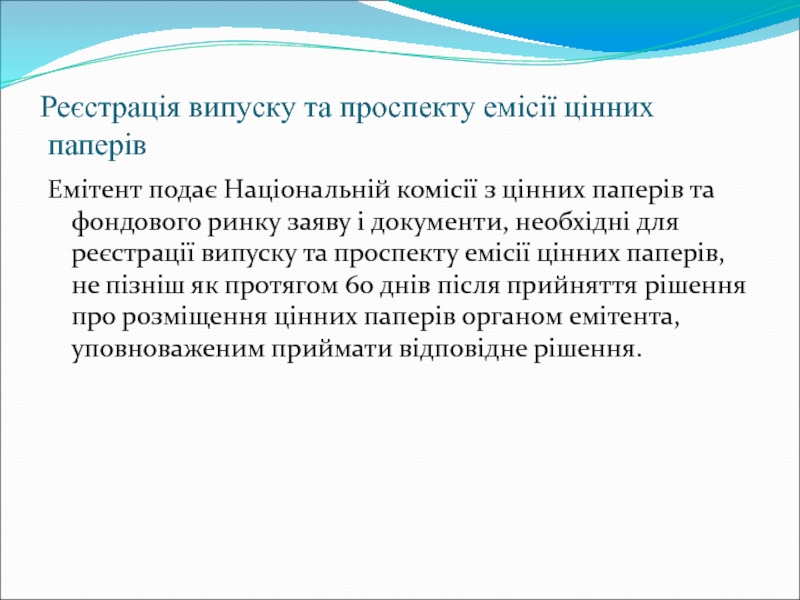 Реєстрація випуску та проспекту емісії цінних
паперів
Емітент подає Національній комісії з цінних паперів та
фондового ринку заяву і документи, необхідні для
реєстрації випуску та проспекту емісії цінних паперів,
не пізніш як протягом 60 днів після прийняття рішення
про розміщення цінних паперів органом емітента,
уповноваженим приймати відповідне рішення.